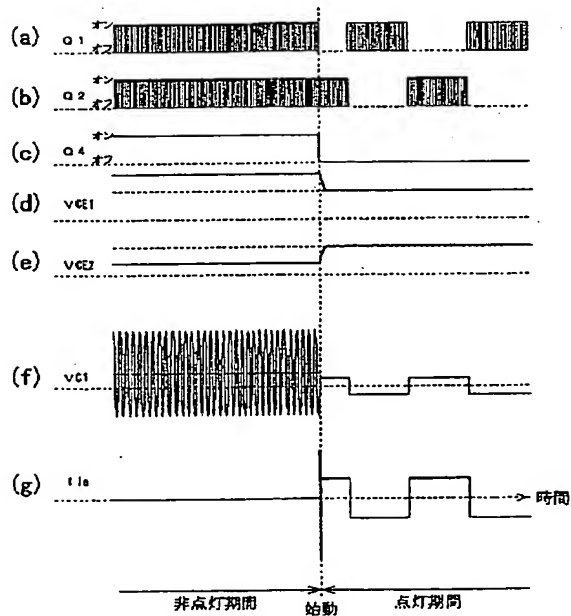 (a) Q1 オン
オフ
(b) Q2 オン
オフ
(c) Q4 オン
オフ
(d) VCE1
(e) VCE2
(f) VC1
(g) Ila
時間
非点灯期間 始動 点灯期間